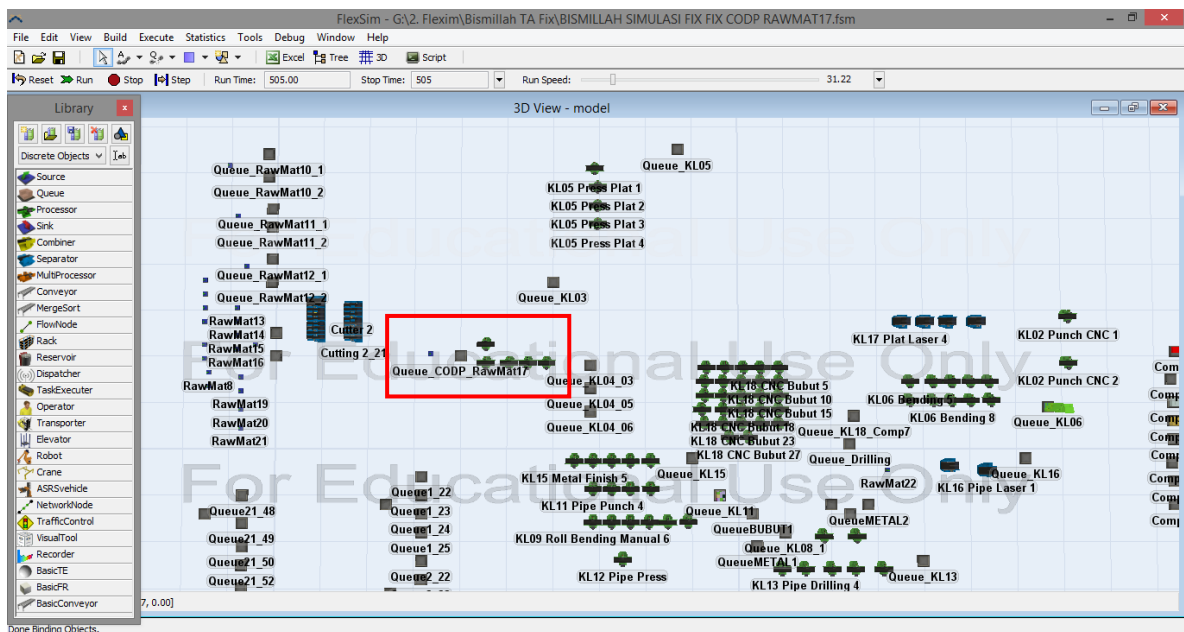 FlexSim - G:\2. Flexim\Bismillah TA Fix\BISMILLAH SIMULASI FIX FIX CODP RAWMAT17.fsm
File Edit View Build Execute Statistics Tools Debug Window Help
Excel Tree 3D Script
Reset Run Stop Step Run Time: 505.00 Stop Time: 505 Run Speed: 31.22
Library
3D View - model
Discrete Objects
Source
Queue
Processor
Sink
Combiner
Separator
MultiProcessor
Conveyor
MergeSort
FlowNode
Rack
Reservoir
Dispatcher
TaskExecuter
Operator
Transporter
Elevator
Robot
Crane
ASRSvehicle
NetworkNode
TrafficControl
VisualTool
Recorder
BasicTE
BasicFR
BasicConveyor
Queue_RawMat10_1
Queue_RawMat10_2
Queue_RawMat11_1
Queue_RawMat11_2
Queue_RawMat12_1
Queue_RawMat12_2
RawMat13
RawMat14
RawMat15
RawMat16
RawMat8
RawMat19
RawMat20
RawMat21
Cutter 2
Cutting 2_21
Queue_CODP_RawMat17
Queue_KL05
KL05 Press Plat 1
KL05 Press Plat 2
KL05 Press Plat 3
KL05 Press Plat 4
Queue_KL03
Queue_KL04_03
Queue_KL04_05
Queue_KL04_06
KL17 Plat Laser 4
KL02 Punch CNC 1
KL02 Punch CNC 2
KL18 CNC Bubut 5
KL18 CNC Bubut 10
KL18 CNC Bubut 15
KL18 CNC Bubut 18
KL18 CNC Bubut 23
KL18 CNC Bubut 27
KL06 Bending 5
KL06 Bending 8
Queue_KL06
Queue_KL18_Comp7
Queue_Drilling
RawMat22
Queue_KL16
KL16 Pipe Laser 1
KL15 Metal Finish 5
Queue_KL15
KL11 Pipe Punch 4
Queue_KL11
KL09 Roll Bending Manual 6
QueueBUBUT1
QueueMETAL2
Queue_KL08_1
QueueMETAL1
KL12 Pipe Press
KL13 Pipe Drilling 4
Queue_KL13
Queue21_48
Queue21_49
Queue21_50
Queue21_52
Queue1_22
Queue1_23
Queue1_24
Queue1_25
Queue2_22
Com
Comp
Comp
Comp
Comp
Comp
Comp
For Educational Use Only
For Educational Use Only
For Educational Use Only
7, 0.00]
Done Binding Objects.